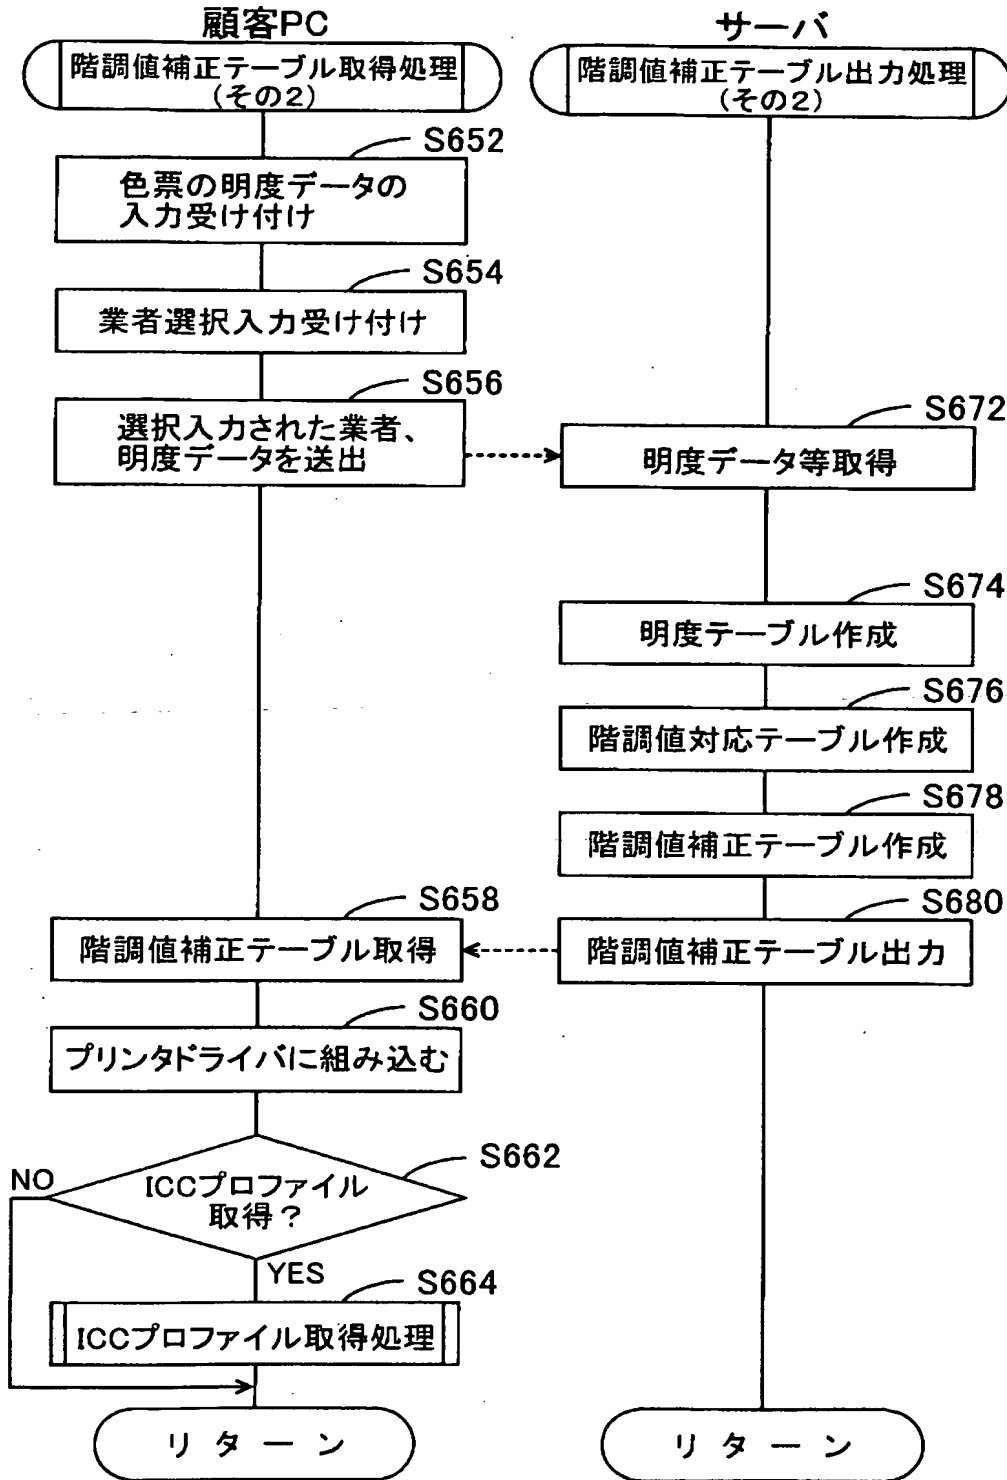 顧客PC
階調値補正テーブル取得処理
(その2)
S652
色票の明度データの
入力受け付け
S654
業者選択入力受け付け
S656
選択入力された業者、
明度データを送出
S658
階調値補正テーブル取得
S660
プリンタドライバに組み込む
S662
NO
ICCプロファイル
取得?
YES
S664
ICCプロファイル取得処理
リターン
サーバ
階調値補正テーブル出力処理
(その2)
S672
明度データ等取得
S674
明度テーブル作成
S676
階調値対応テーブル作成
S678
階調値補正テーブル作成
S680
階調値補正テーブル出力
リターン